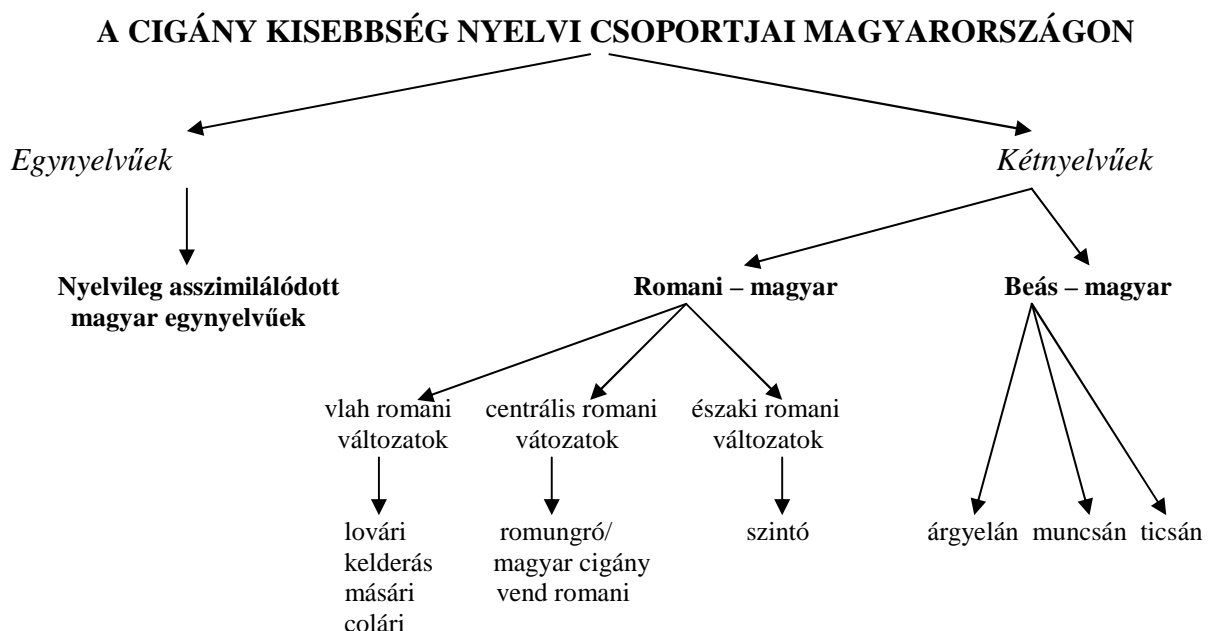 A CIGÁNY KISEBBSÉG NYELVI CSOPORTJAI MAGYARORSZÁGON
Egynyelvűek
Kétnyelvűek
Nyelvileg asszimilálódott
magyar egynyelvűek
Romani – magyar
Beás – magyar
vlah romani
változatok
centrális romani
vátozatok
északi romani
változatok
lovári
kelderás
másári
colári
romungró/
magyar cigány
vend romani
szintó
árgyelán muncsán ticsán